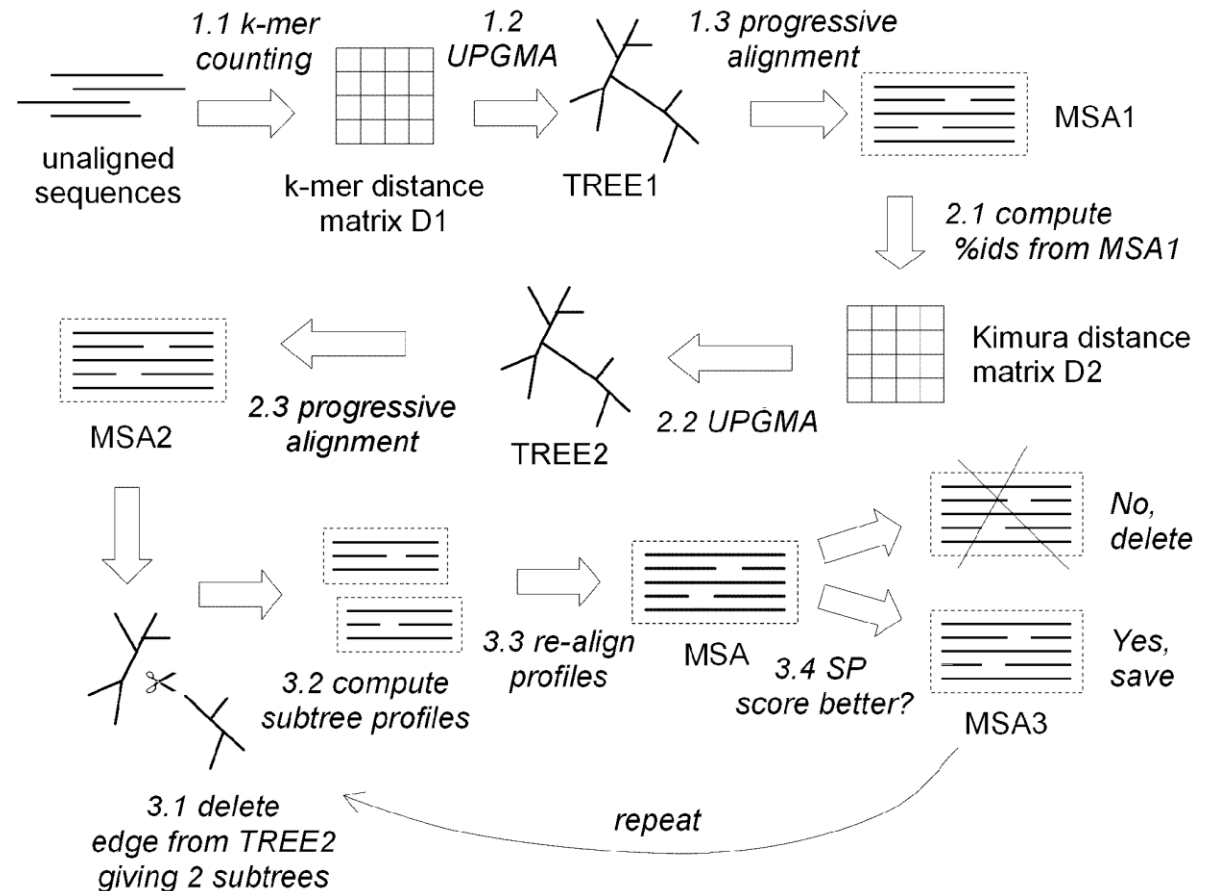 1.1 k-mer
counting
1.2
UPGMA
1.3 progressive
alignment
unaligned
sequences
k-mer distance
matrix D1
TREE1
MSA1
2.1 compute
%ids from MSA1
Kimura distance
matrix D2
2.2 UPGMA
TREE2
2.3 progressive
alignment
MSA2
3.1 delete
edge from TREE2
giving 2 subtrees
3.2 compute
subtree profiles
3.3 re-align
profiles
MSA
3.4 SP
score better?
No,
delete
Yes,
save
MSA3
repeat